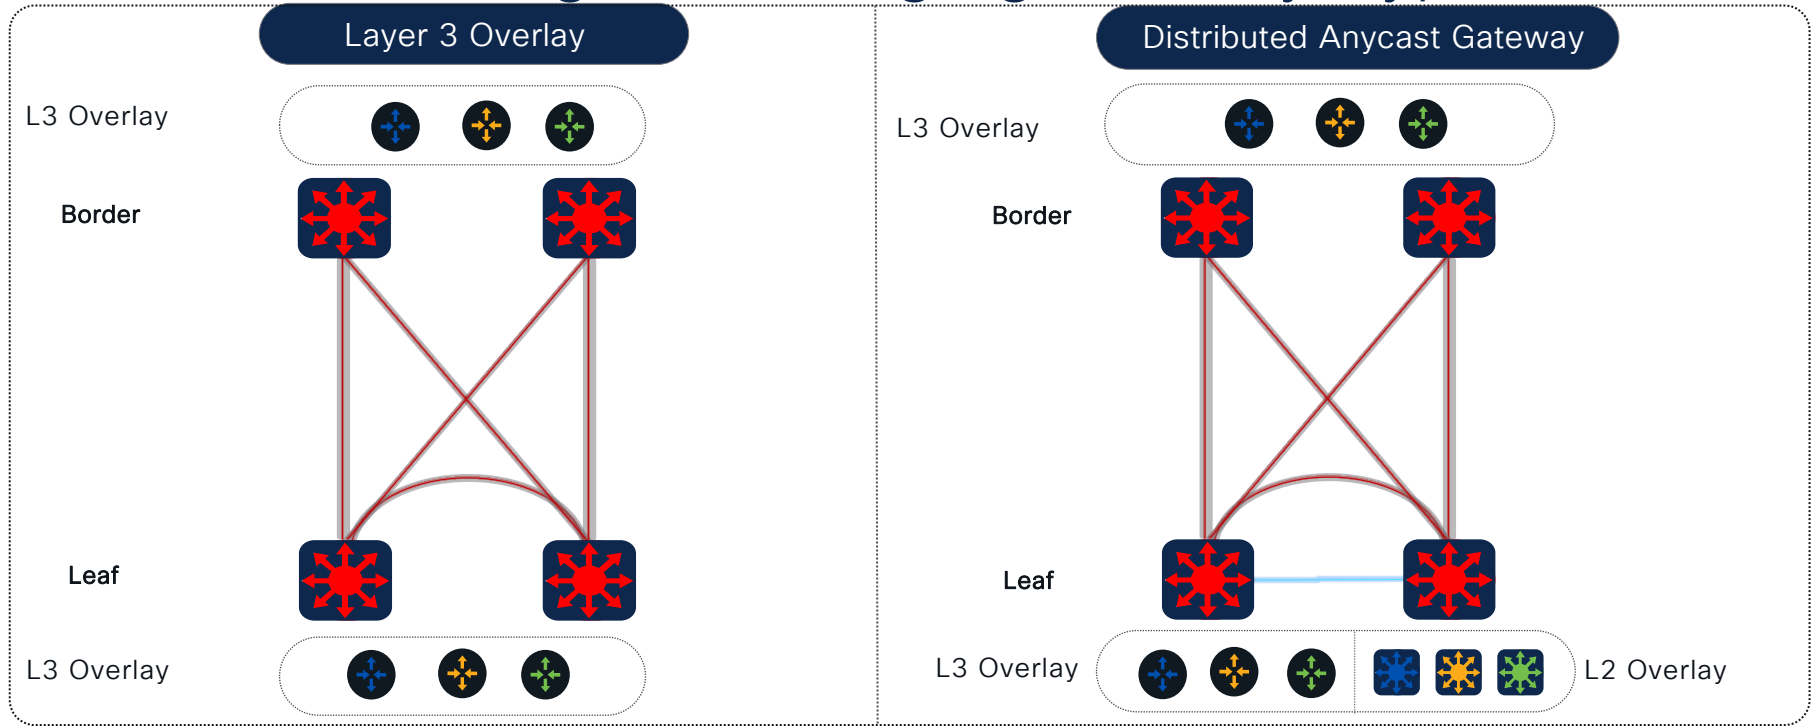 Layer 3 Overlay
L3 Overlay
Border
Leaf
L3 Overlay
Distributed Anycast Gateway
L3 Overlay
Border
Leaf
L3 Overlay
L2 Overlay